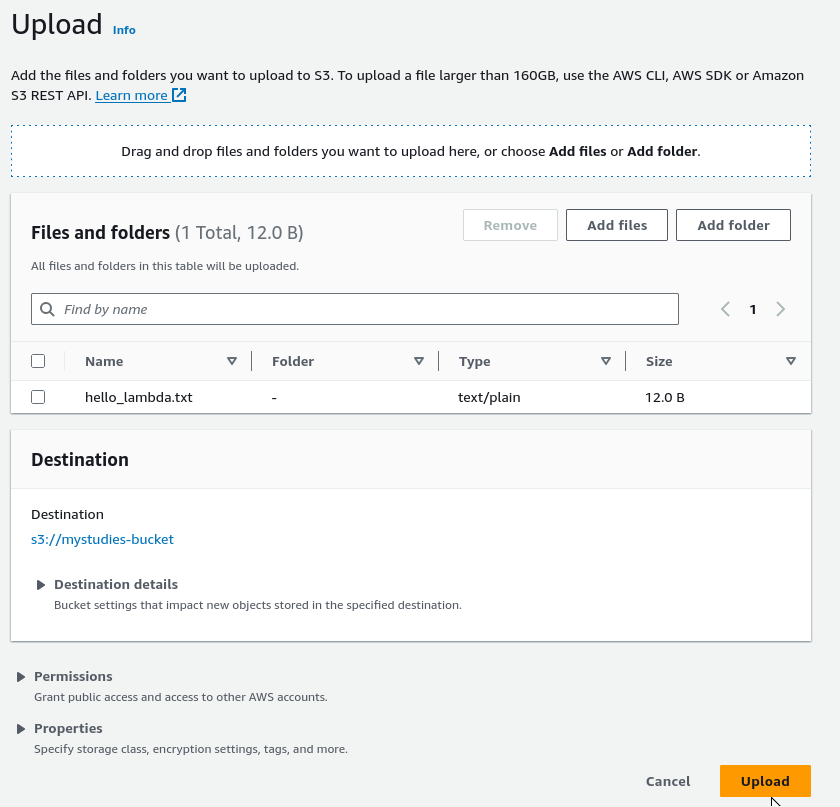 Upload Info
Add the files and folders you want to upload to S3. To upload a file larger than 160GB, use the AWS CLI, AWS SDK or Amazon
S3 REST API. Learn more
Drag and drop files and folders you want to upload here, or choose Add files or Add folder.
Files and folders (1 Total, 12.0 B)
Remove
Add files
Add folder
All files and folders in this table will be uploaded.
Find by name
1
Name Folder Type Size
hello_lambda.txt - text/plain 12.0 B
Destination
Destination
s3://mystudies-bucket
Destination details
Bucket settings that impact new objects stored in the specified destination.
Permissions
Grant public access and access to other AWS accounts.
Properties
Specify storage class, encryption settings, tags, and more.
Cancel Upload